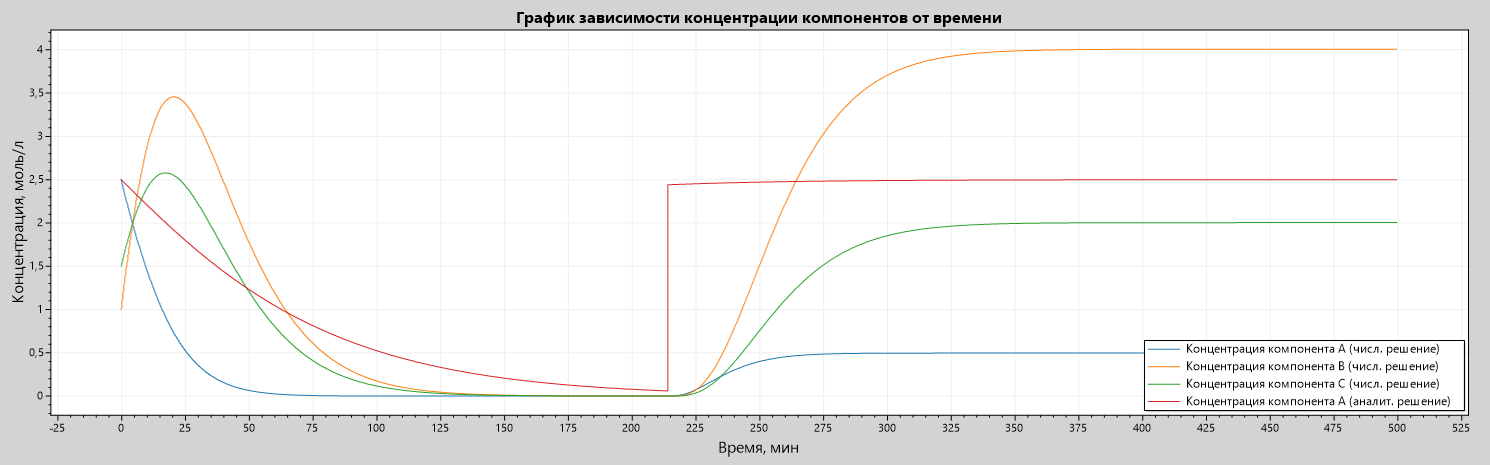 График зависимости концентрации компонентов от времени
Концентрация, моль/л
4
3,5
3
2,5
2
1,5
1
0,5
0
-25 0 25 50 75 100 125 150 175 200 225 250 275 300 325 350 375 400 425 450 475 500 525
Время, мин
Концентрация компонента A (числ. решение)
Концентрация компонента B (числ. решение)
Концентрация компонента C (числ. решение)
Концентрация компонента A (аналит. решение)